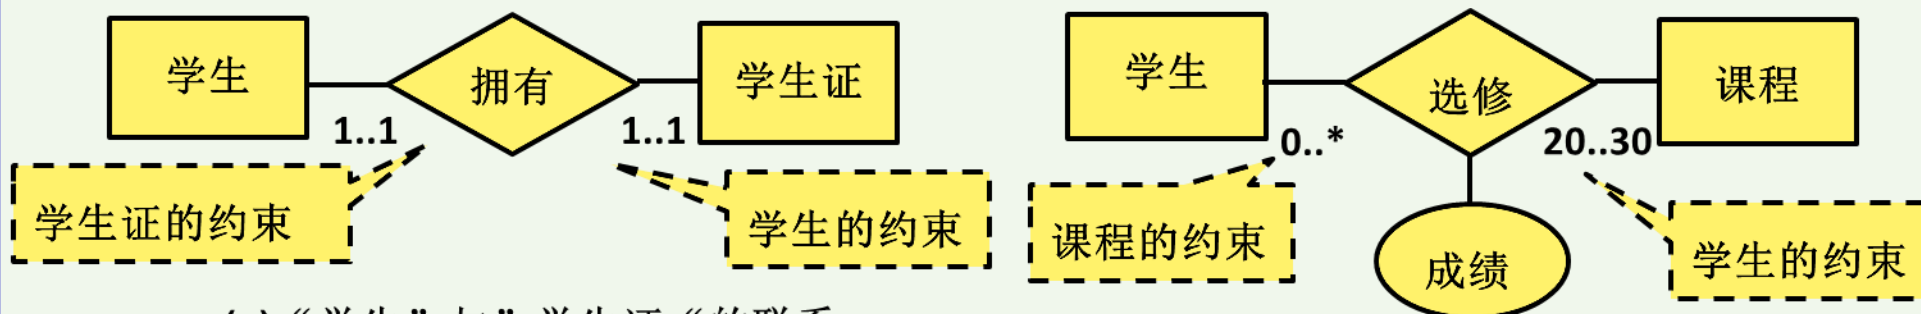 学生
拥有
学生证
1..1
1..1
学生证的约束
学生的约束
学生
选修
课程
0..*
20..30
课程的约束
成绩
学生的约束